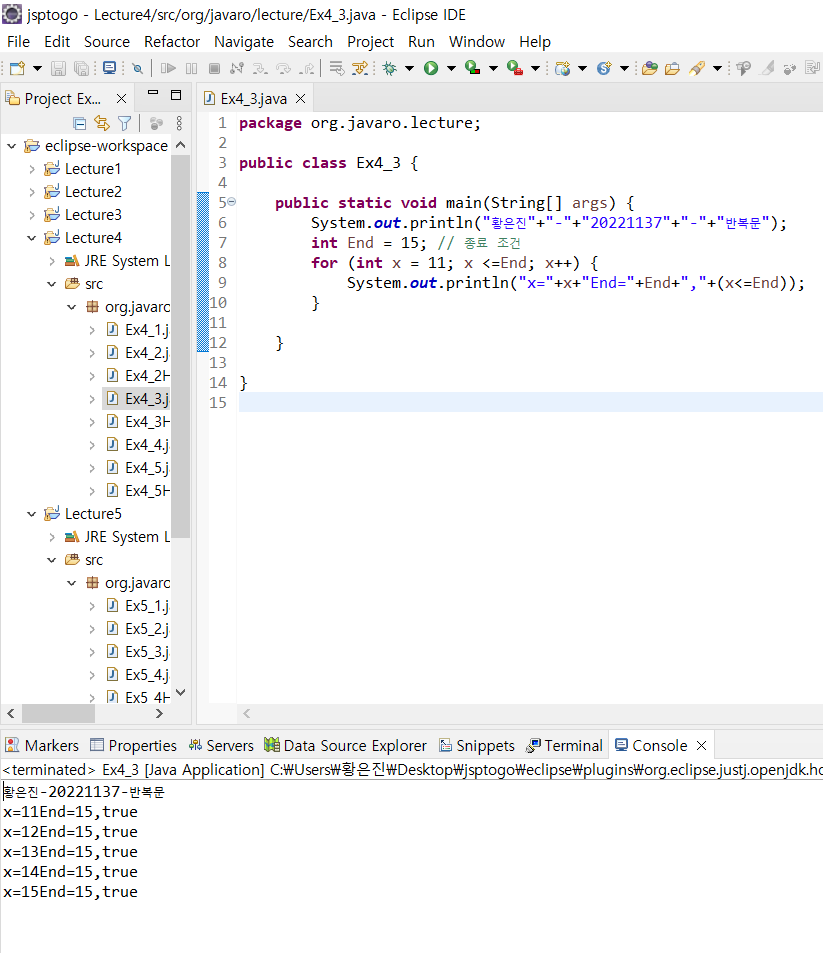 jsptogo - Lecture4/src/org/javaro/lecture/Ex4_3.java - Eclipse IDE
File Edit Source Refactor Navigate Search Project Run Window Help
Project Ex...
eclipse-workspace
Lecture1
Lecture2
Lecture3
Lecture4
JRE System L
src
org.javaro
Ex4_1.j
Ex4_2.j
Ex4_2H
Ex4_3.j
Ex4_3H
Ex4_4.j
Ex4_5.j
Ex4_5H
Lecture5
JRE System L
src
org.javaro
Ex5_1.j
Ex5_2.j
Ex5_3.j
Ex5_4.j
Ex5_4H
Ex4_3.java
1 package org.javaro.lecture;
2
3 public class Ex4_3 {
4
5 public static void main(String[] args) {
6 System.out.println("황은진"+"-"+"20221137"+"-"+"반복문");
7 int End = 15; // 종료 조건
8 for (int x = 11; x <=End; x++) {
9 System.out.println("x="+x+"End="+End+","+(x<=End));
10 }
11
12 }
13
14 }
15
Markers Properties Servers Data Source Explorer Snippets Terminal Console
<terminated> Ex4_3 [Java Application] C:₩Users₩황은진₩Desktop₩jsptogo₩eclipse₩plugins₩org.eclipse.justj.openjdk.ho
황은진-20221137-반복문
x=11End=15,true
x=12End=15,true
x=13End=15,true
x=14End=15,true
x=15End=15,true